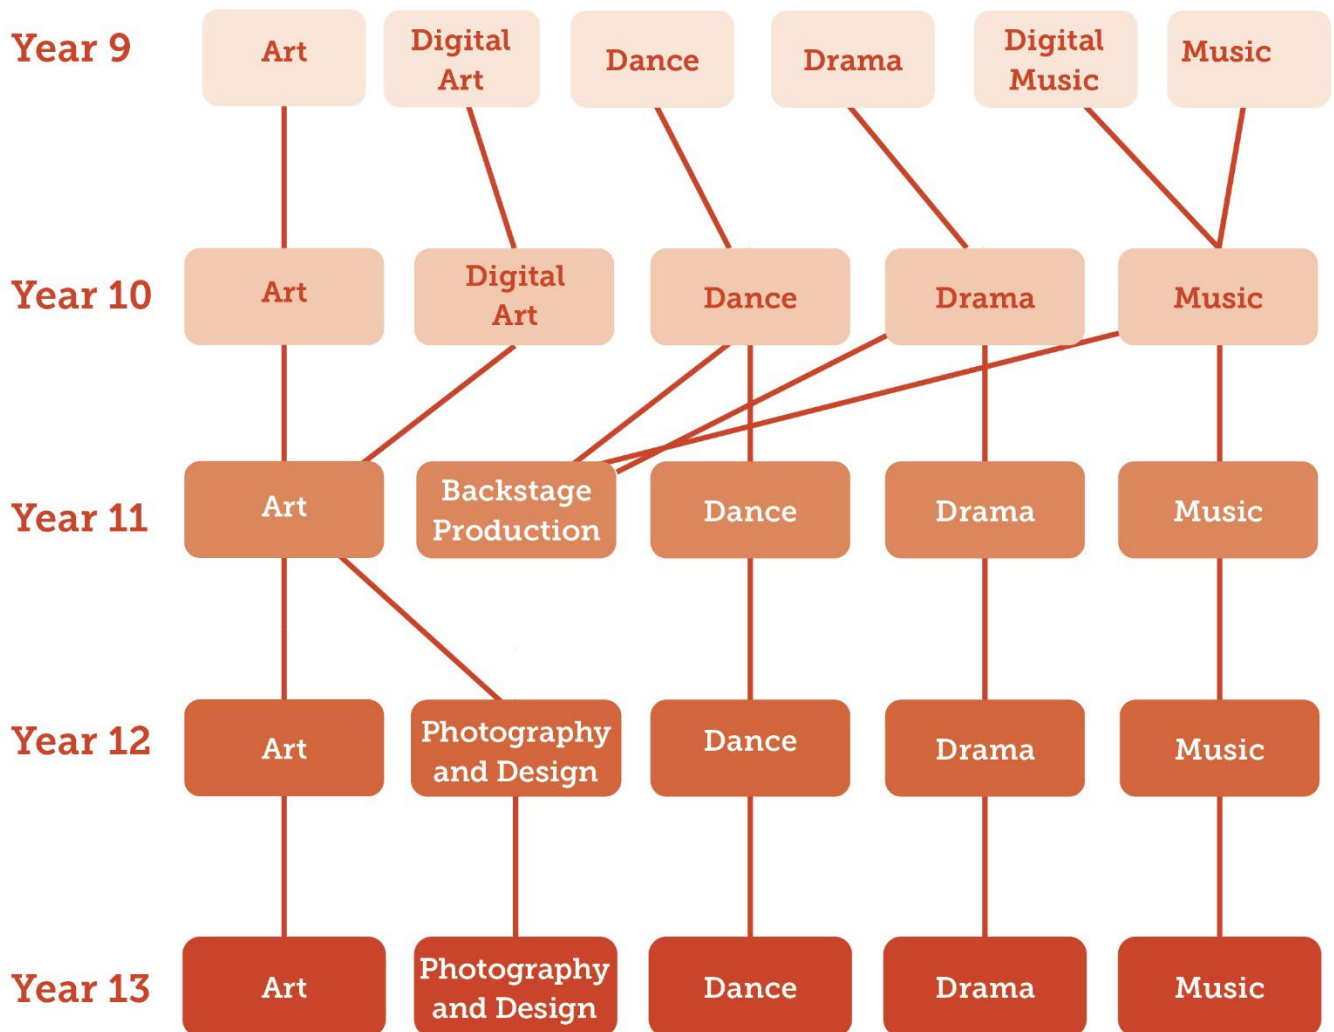 Year 9
Art
Digital
Art
Dance
Drama
Digital
Music
Music
Year 10
Art
Digital
Art
Dance
Drama
Music
Year 11
Art
Backstage
Production
Dance
Drama
Music
Year 12
Art
Photography
and Design
Dance
Drama
Music
Year 13
Art
Photography
and Design
Dance
Drama
Music